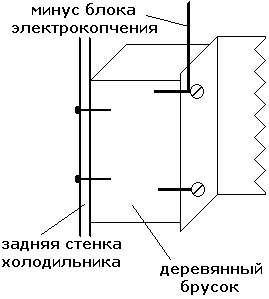 минус блока
электрокопчения
задняя стенка
холодильника
деревянный
брусок